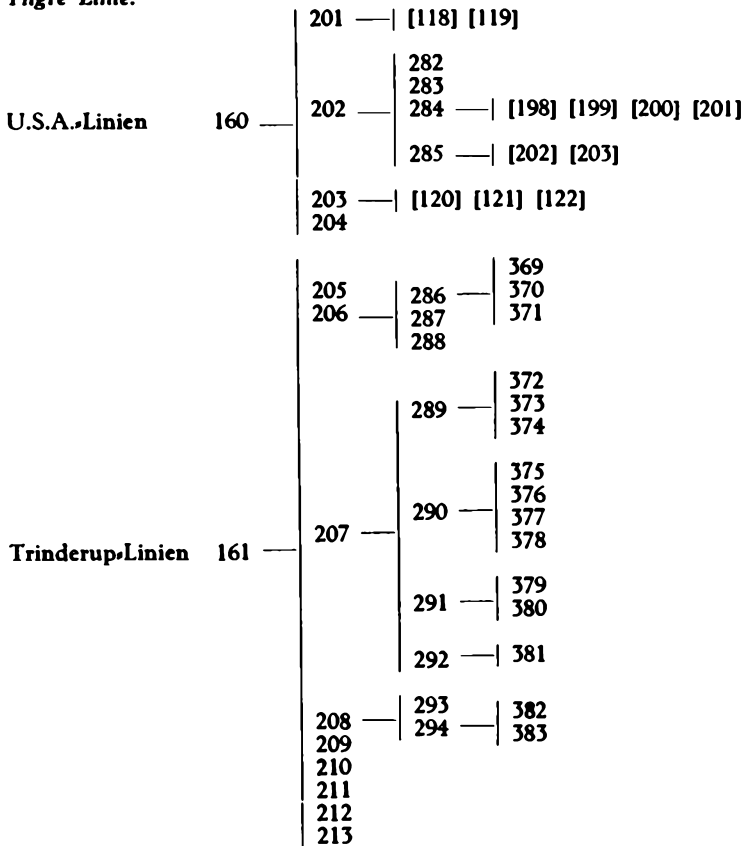 Yngre Linie:
201 — [118] [119]
282
283
U.S.A.-Linien 160 — 202 — 284 — [198] [199] [200] [201]
285 — [202] [203]
203 — [120] [121] [122]
204
369
205 286 — 370
206 — 287 371
288
372
289 — 373
374
375
376
290 — 377
207 — 378
Trinderup-Linien 161 —
379
291 — 380
292 — 381
293 382
208 — 294 — 383
209
210
211
212
213